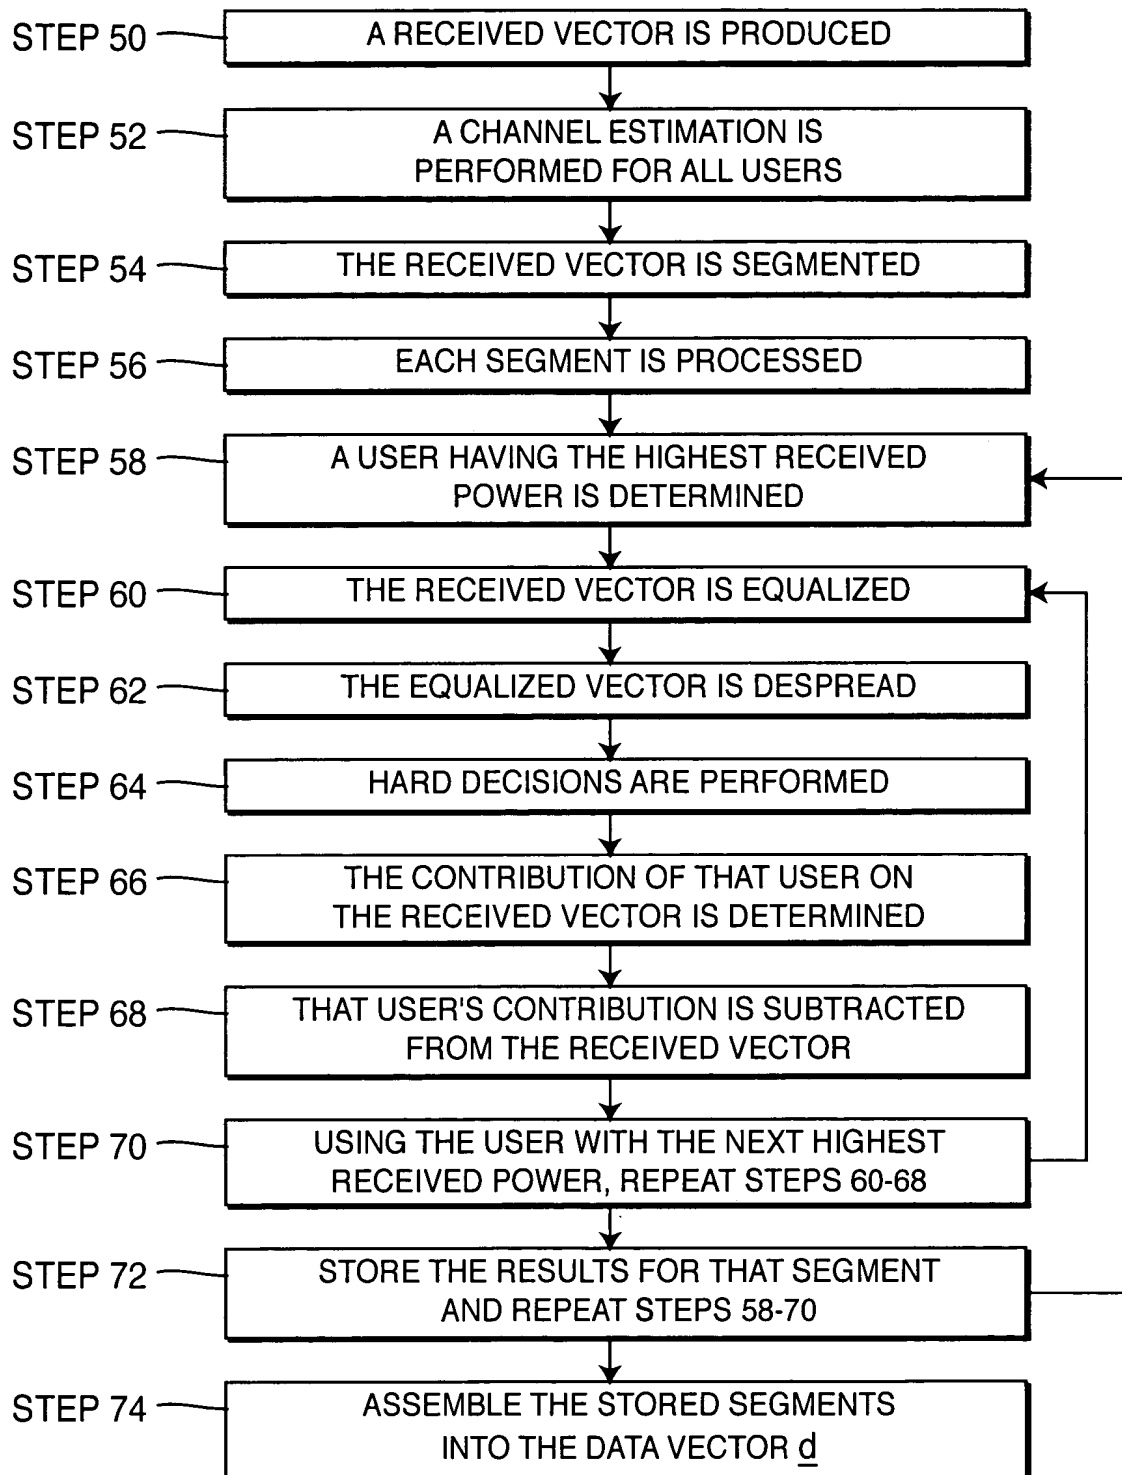 STEP 50
A RECEIVED VECTOR IS PRODUCED
STEP 52
A CHANNEL ESTIMATION IS
PERFORMED FOR ALL USERS
STEP 54
THE RECEIVED VECTOR IS SEGMENTED
STEP 56
EACH SEGMENT IS PROCESSED
STEP 58
A USER HAVING THE HIGHEST RECEIVED
POWER IS DETERMINED
STEP 60
THE RECEIVED VECTOR IS EQUALIZED
STEP 62
THE EQUALIZED VECTOR IS DESPREAD
STEP 64
HARD DECISIONS ARE PERFORMED
STEP 66
THE CONTRIBUTION OF THAT USER ON
THE RECEIVED VECTOR IS DETERMINED
STEP 68
THAT USER'S CONTRIBUTION IS SUBTRACTED
FROM THE RECEIVED VECTOR
STEP 70
USING THE USER WITH THE NEXT HIGHEST
RECEIVED POWER, REPEAT STEPS 60-68
STEP 72
STORE THE RESULTS FOR THAT SEGMENT
AND REPEAT STEPS 58-70
STEP 74
ASSEMBLE THE STORED SEGMENTS
INTO THE DATA VECTOR d